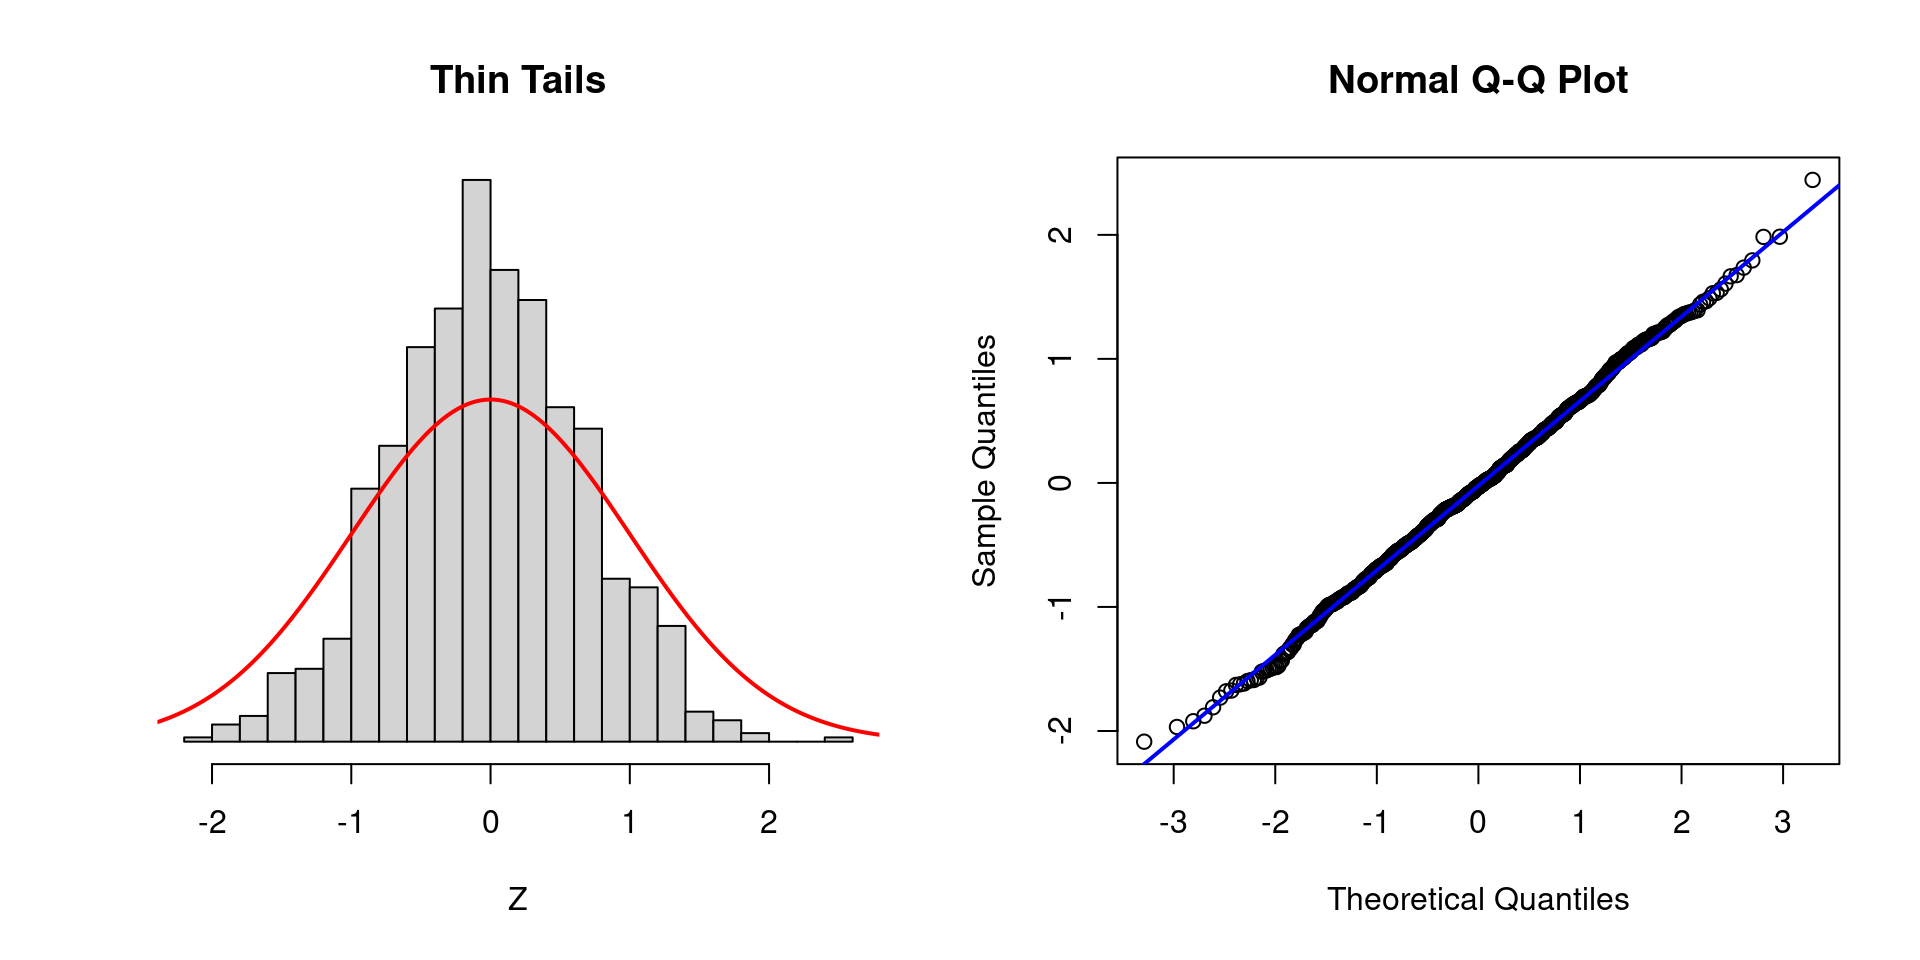 Thin Tails
-2 -1 0 1 2
Z
Normal Q-Q Plot
Sample Quantiles
2
1
0
-1
-2
-3 -2 -1 0 1 2 3
Theoretical Quantiles